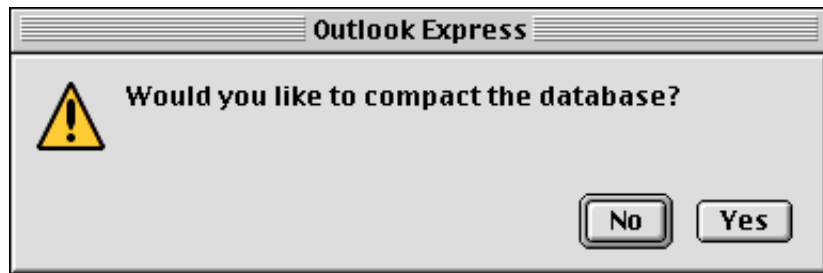 Outlook Express
Would you like to compact the database?
No Yes